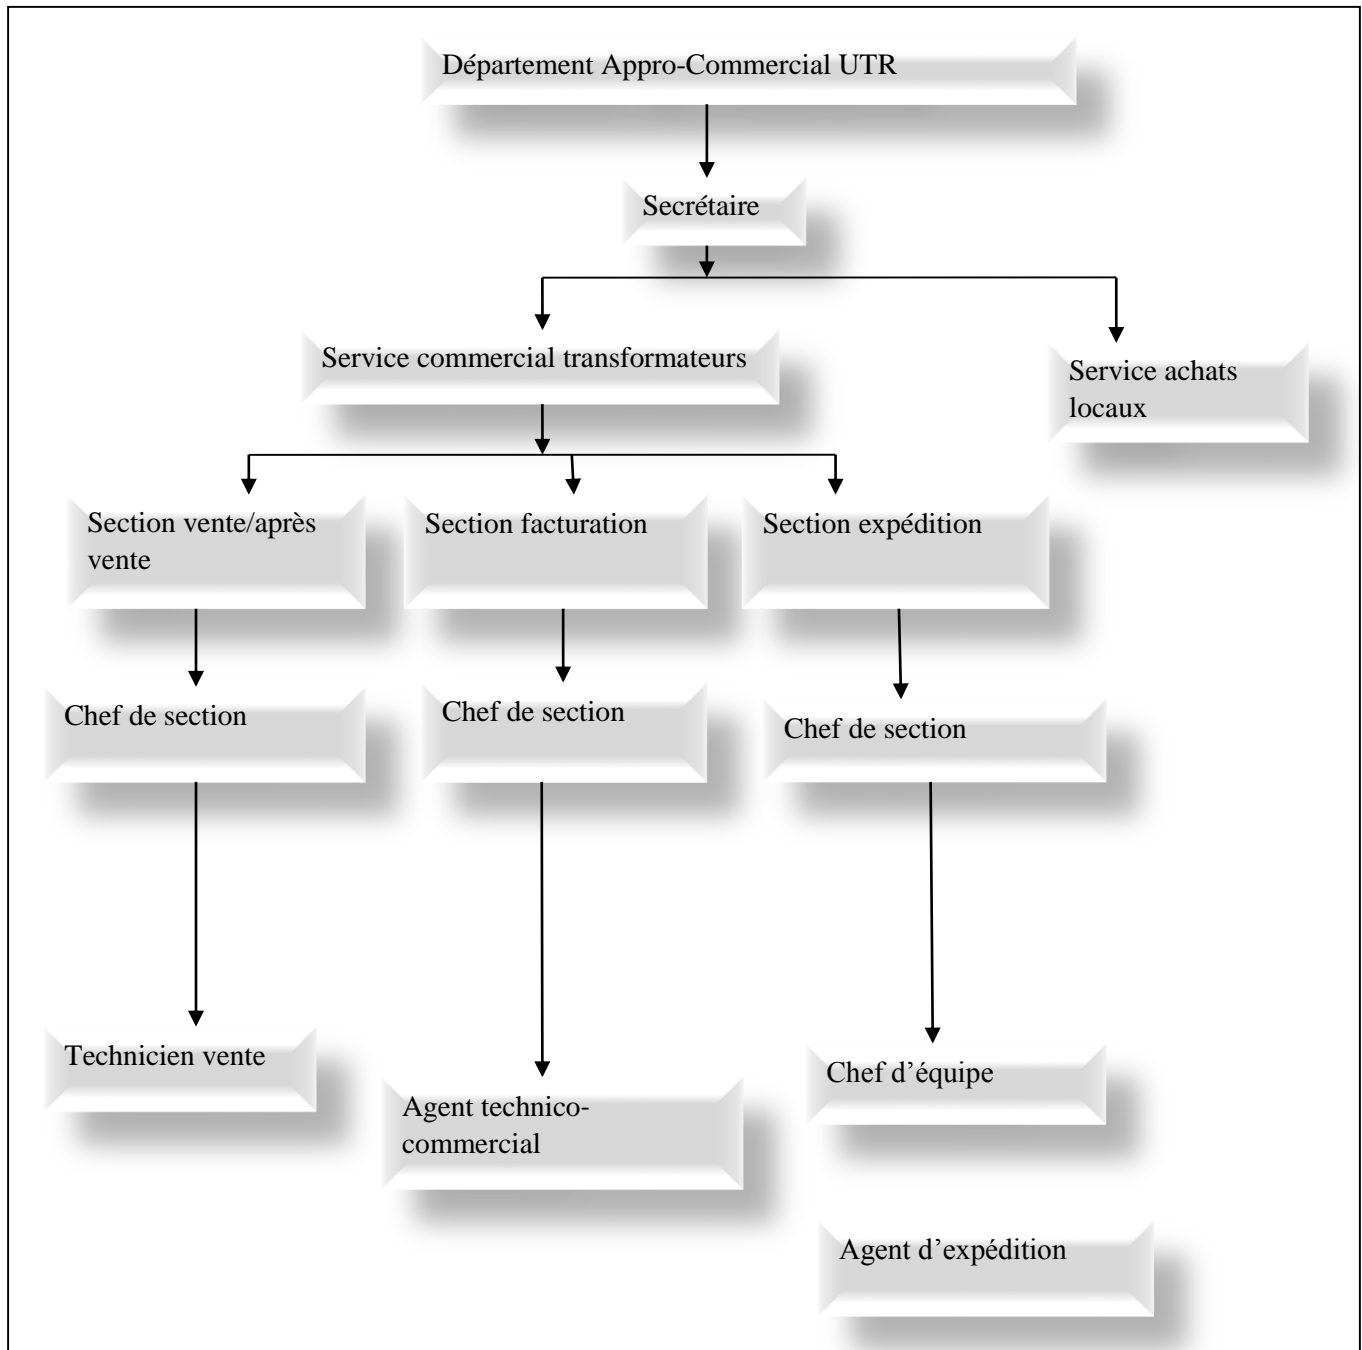 Département Appro-Commercial UTR
Secrétaire
Service commercial transformateurs
Service achats
locaux
Section vente/après
vente
Section facturation
Section expédition
Chef de section
Chef de section
Chef de section
Technicien vente
Agent technico-
commercial
Chef d’équipe
Agent d’expédition